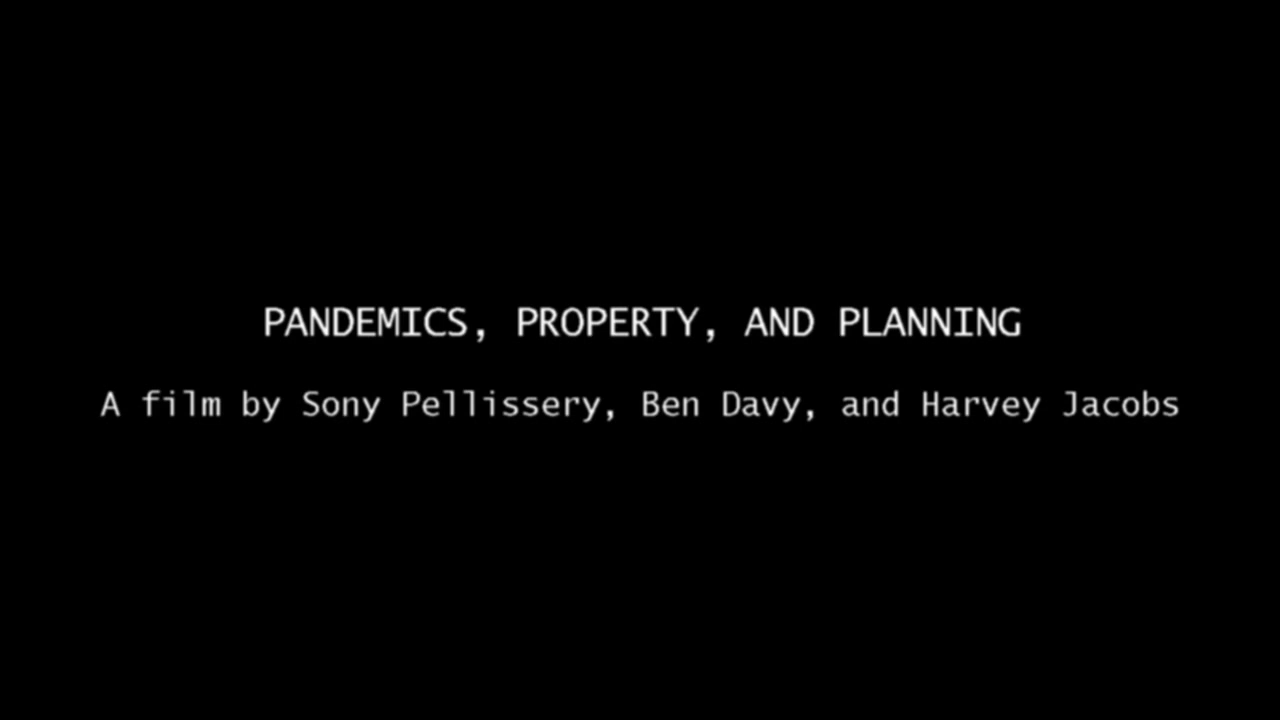 PANDEMICS, PROPERTY, AND PLANNING
A film by Sony Pellissery, Ben Davy, and Harvey Jacobs